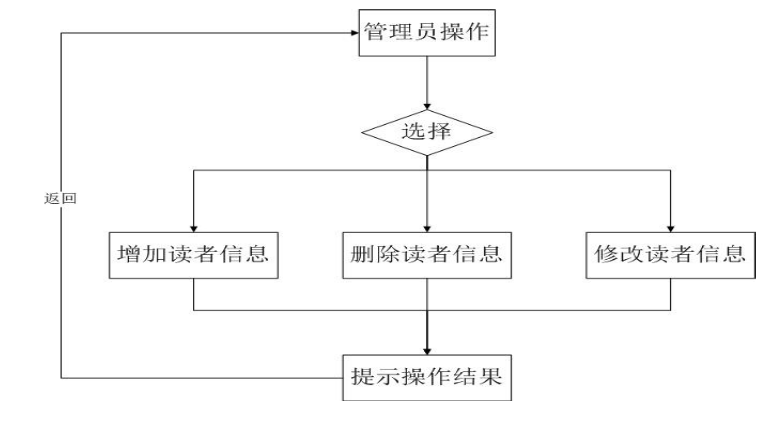 管理员操作
选择
返回
增加读者信息
删除读者信息
修改读者信息
提示操作结果